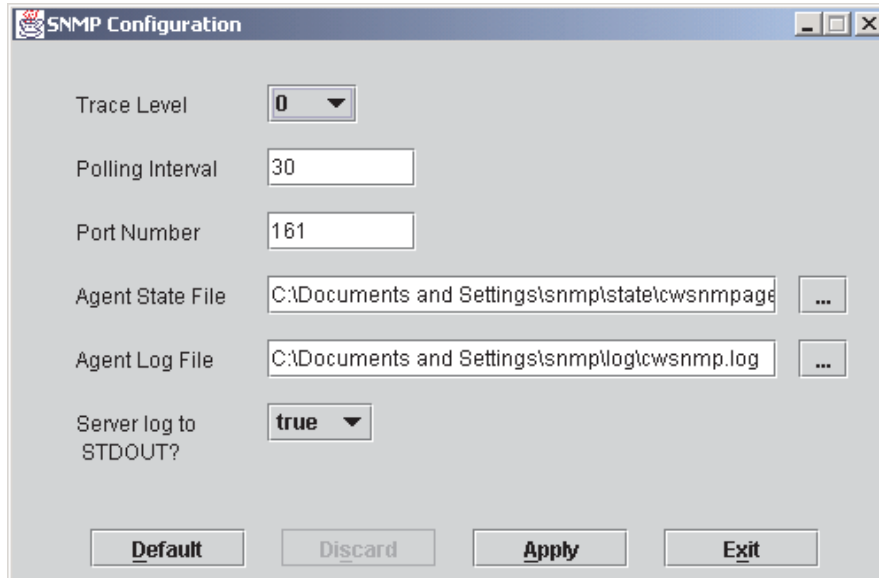 SNMP Configuration
Trace Level 0
Polling Interval 30
Port Number 161
Agent State File C:\Documents and Settings\snmp\state\cwsnmpage ...
Agent Log File C:\Documents and Settings\snmp\log\cwsnmp.log ...
Server log to true
STDOUT?
Default Discard Apply Exit